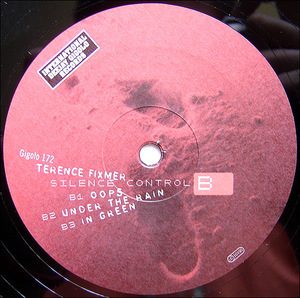 INTERNATIONAL
DEEJAY GIGOLO
RECORDS
Gigolo 172
TERENCE FIXMER
SILENCE CONTROL B
B1 OOPS
B2 UNDER THE RAIN
B3 IN GREEN